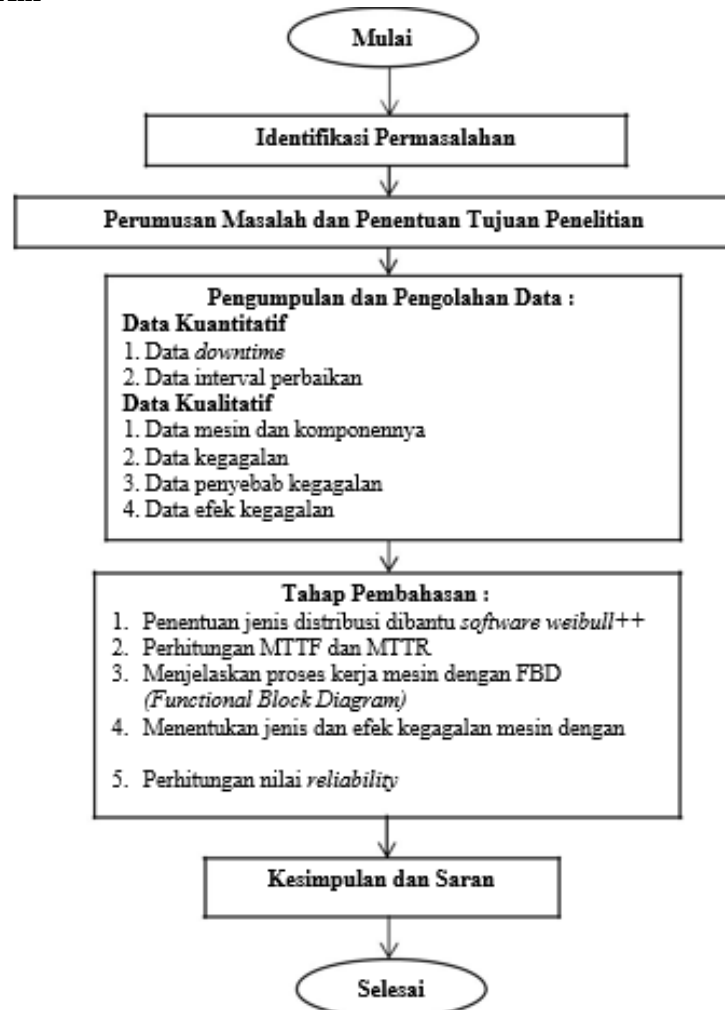 Mulai
Identifikasi Permasalahan
Perumusan Masalah dan Penentuan Tujuan Penelitian
Pengumpulan dan Pengolahan Data :
Data Kuantitatif
1. Data downtime
2. Data interval perbaikan
Data Kualitatif
1. Data mesin dan komponennya
2. Data kegagalan
3. Data penyebab kegagalan
4. Data efek kegagalan
Tahap Pembahasan :
1. Penentuan jenis distribusi dibantu software weibull++
2. Perhitungan MTTF dan MTTR
3. Menjelaskan proses kerja mesin dengan FBD
(Functional Block Diagram)
4. Menentukan jenis dan efek kegagalan mesin dengan
5. Perhitungan nilai reliability
Kesimpulan dan Saran
Selesai